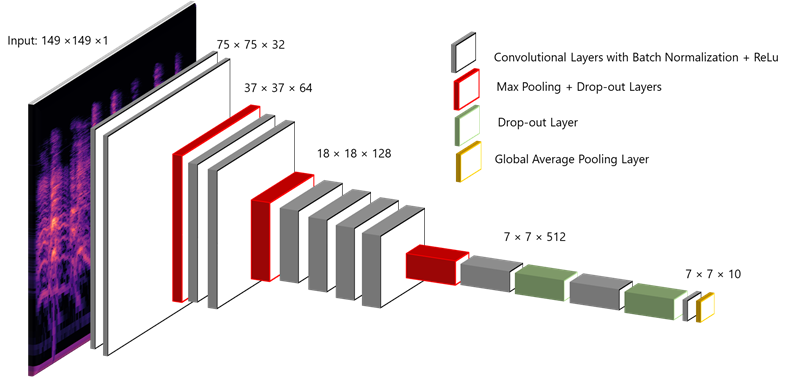 Input: 149 ×149 ×1
75 × 75 × 32
37 × 37 × 64
18 × 18 × 128
7 × 7 × 512
7 × 7 × 10
Convolutional Layers with Batch Normalization + ReLu
Max Pooling + Drop-out Layers
Drop-out Layer
Global Average Pooling Layer